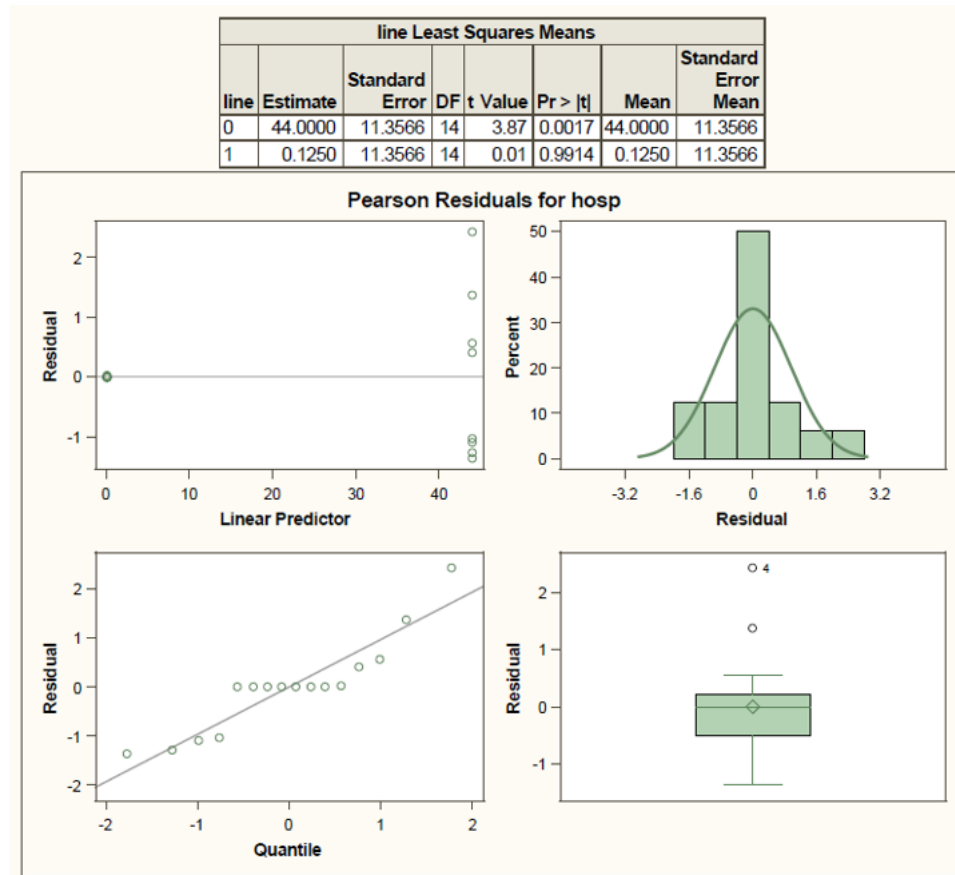 line Least Squares Means
line Estimate Standard Error DF t Value Pr > |t| Mean Standard Error Mean
0 44.0000 11.3566 14 3.87 0.0017 44.0000 11.3566
1 0.1250 11.3566 14 0.01 0.9914 0.1250 11.3566
Pearson Residuals for hosp
Residual
2
1
0
-1
0 10 20 30 40
Linear Predictor
Percent
50
40
30
20
10
0
-3.2 -1.6 0 1.6 3.2
Residual
Residual
2
1
0
-1
-2
-2 -1 0 1 2
Quantile
Residual
2
1
0
-1
4